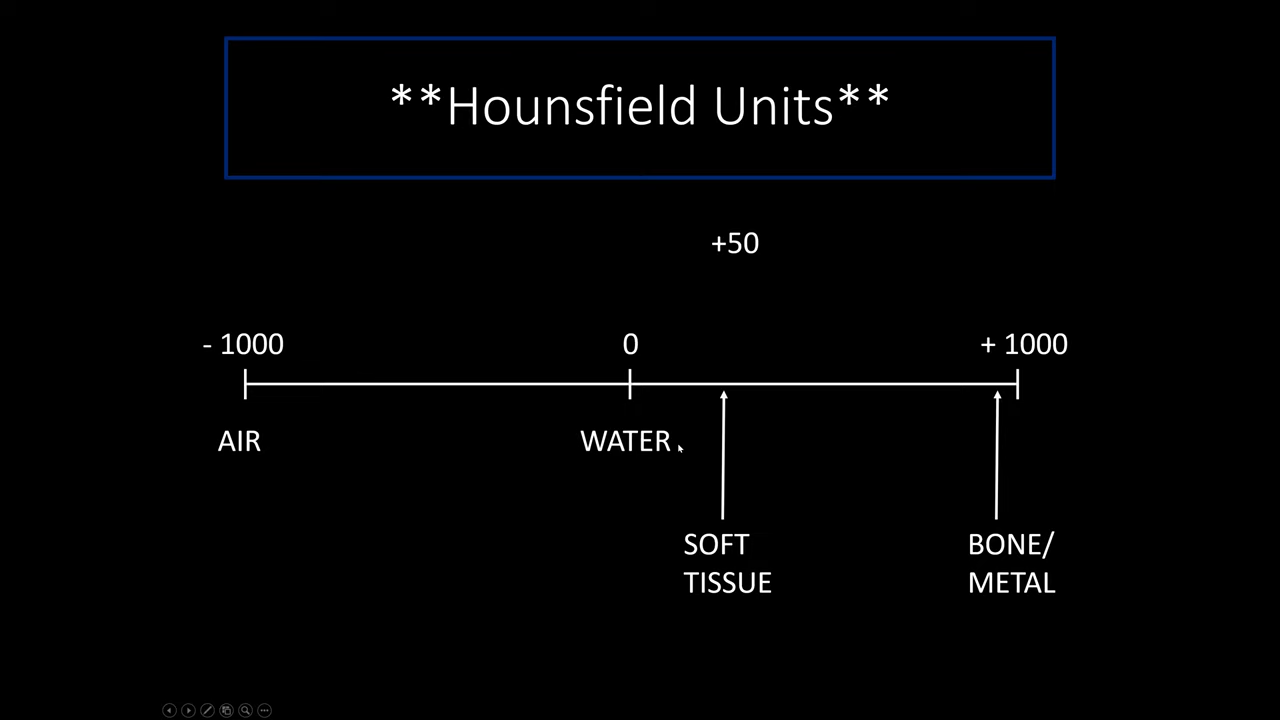 **Hounsfield Units**
+50
- 1000 0 + 1000
AIR WATER
SOFT
TISSUE
BONE/
METAL